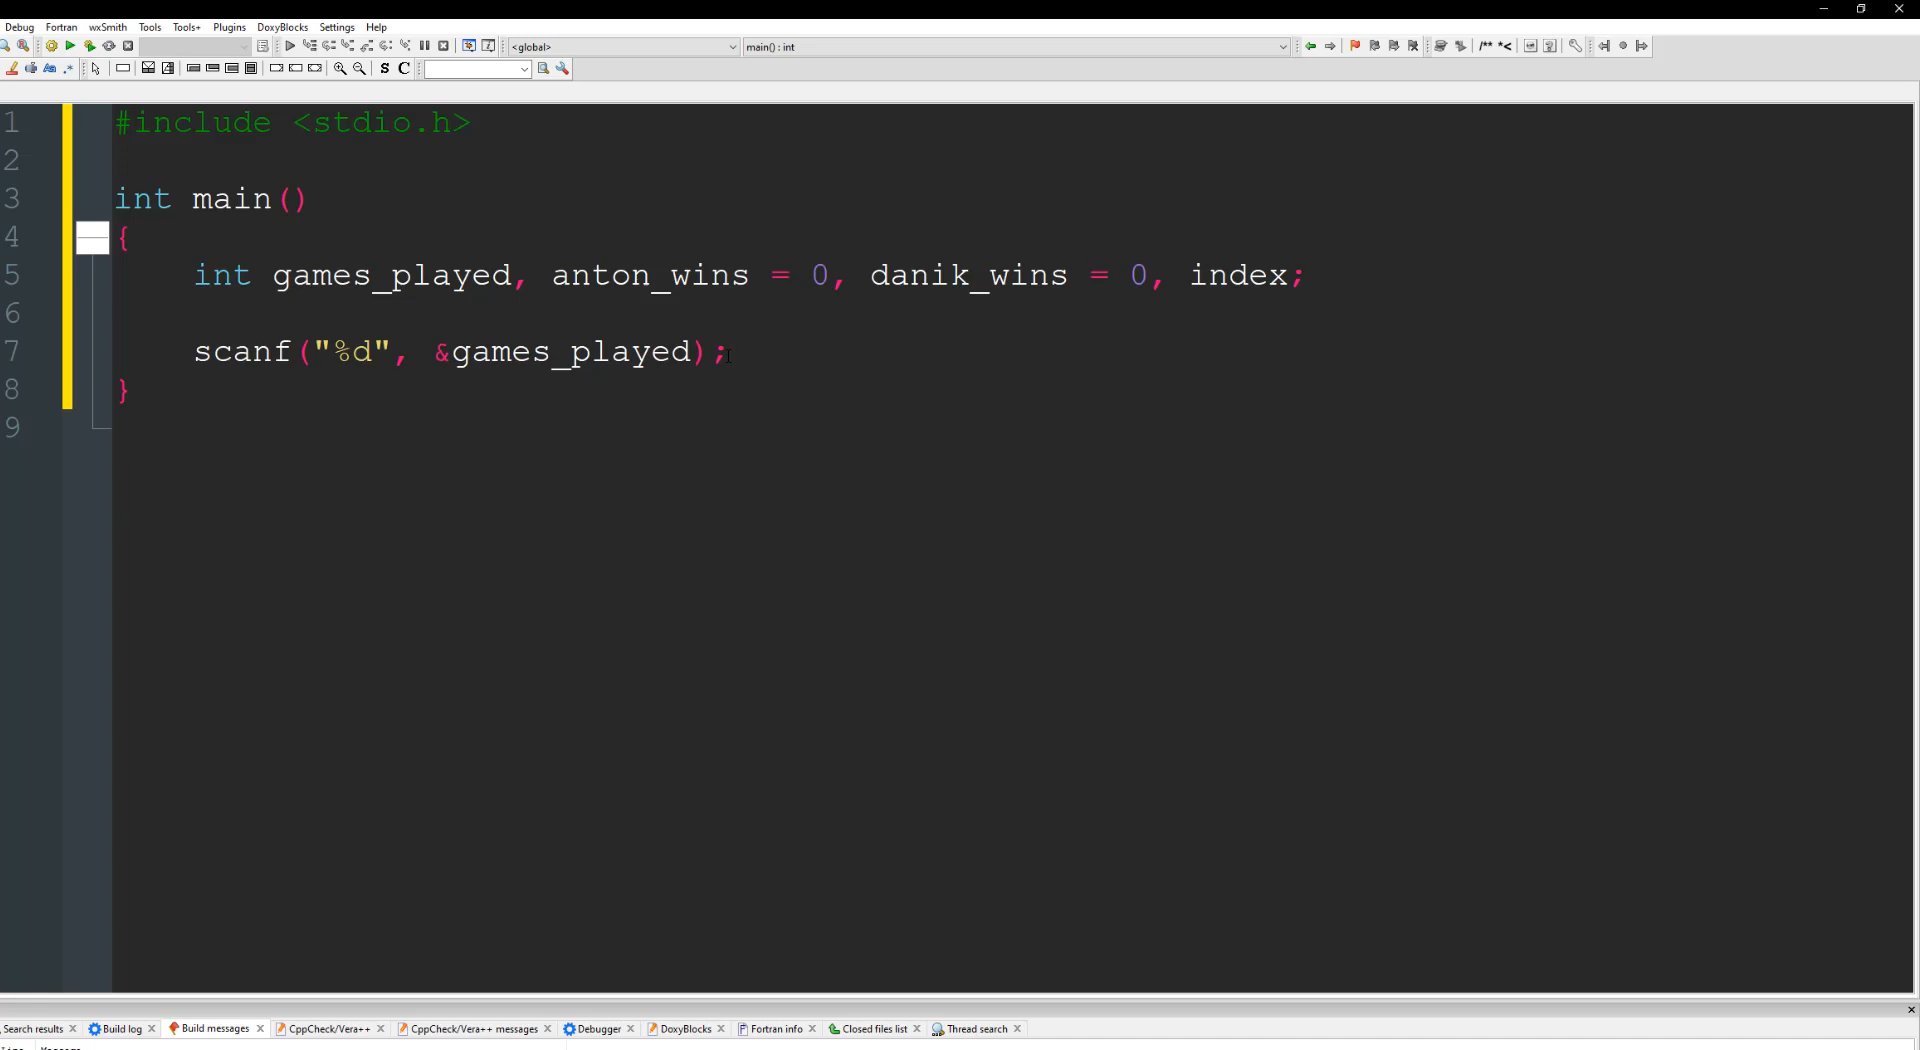 Debug Fortran wxSmith Tools Tools+ Plugins DoxyBlocks Settings Help
<global> main() : int /** *<
S C
1 #include <stdio.h>
2
3 int main()
4 {
5 int games_played, anton_wins = 0, danik_wins = 0, index;
6
7 scanf("%d", &games_played);
8 }
9
Search results Build log Build messages CppCheck/Vera++ CppCheck/Vera++ messages Debugger DoxyBlocks Fortran info Closed files list Thread search